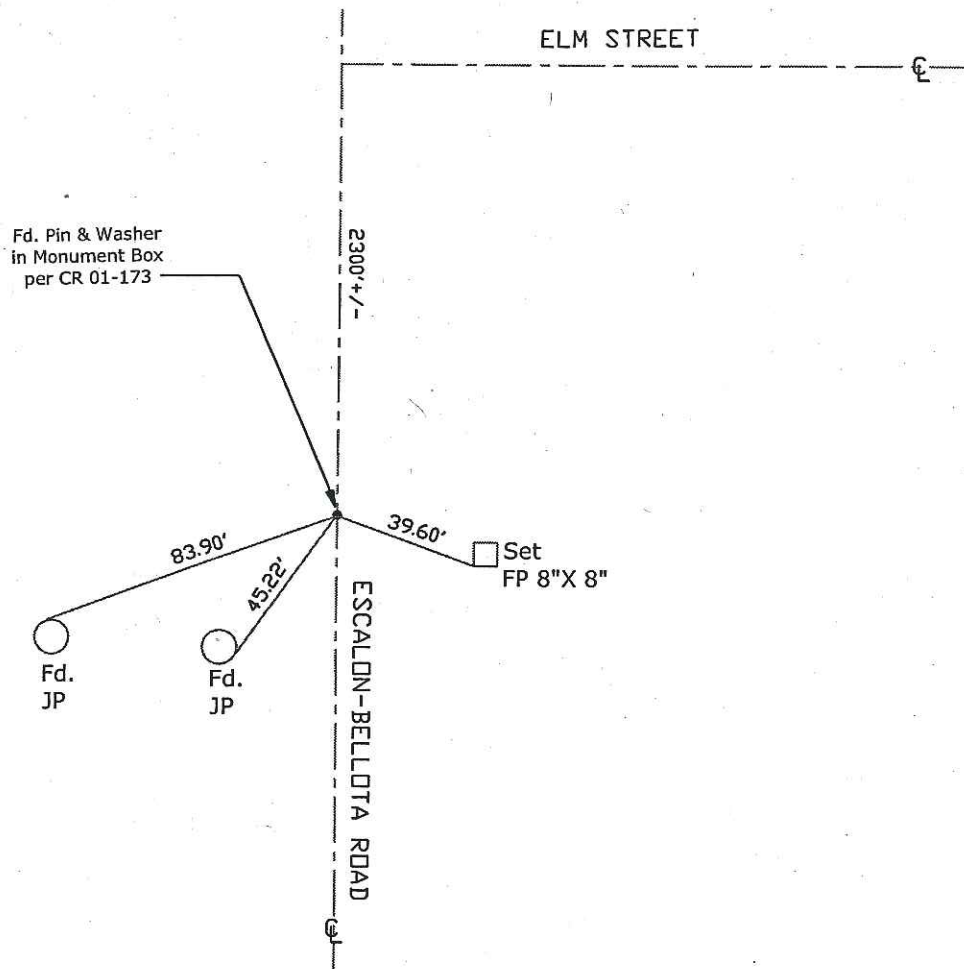 ELM STREET
℄
Fd. Pin & Washer
in Monument Box
per CR 01-173
2300'+/-
39.60'
83.90'
45.22'
Set
FP 8"X 8"
Fd.
JP
Fd.
JP
ESCALON-BELLOTA ROAD
℄